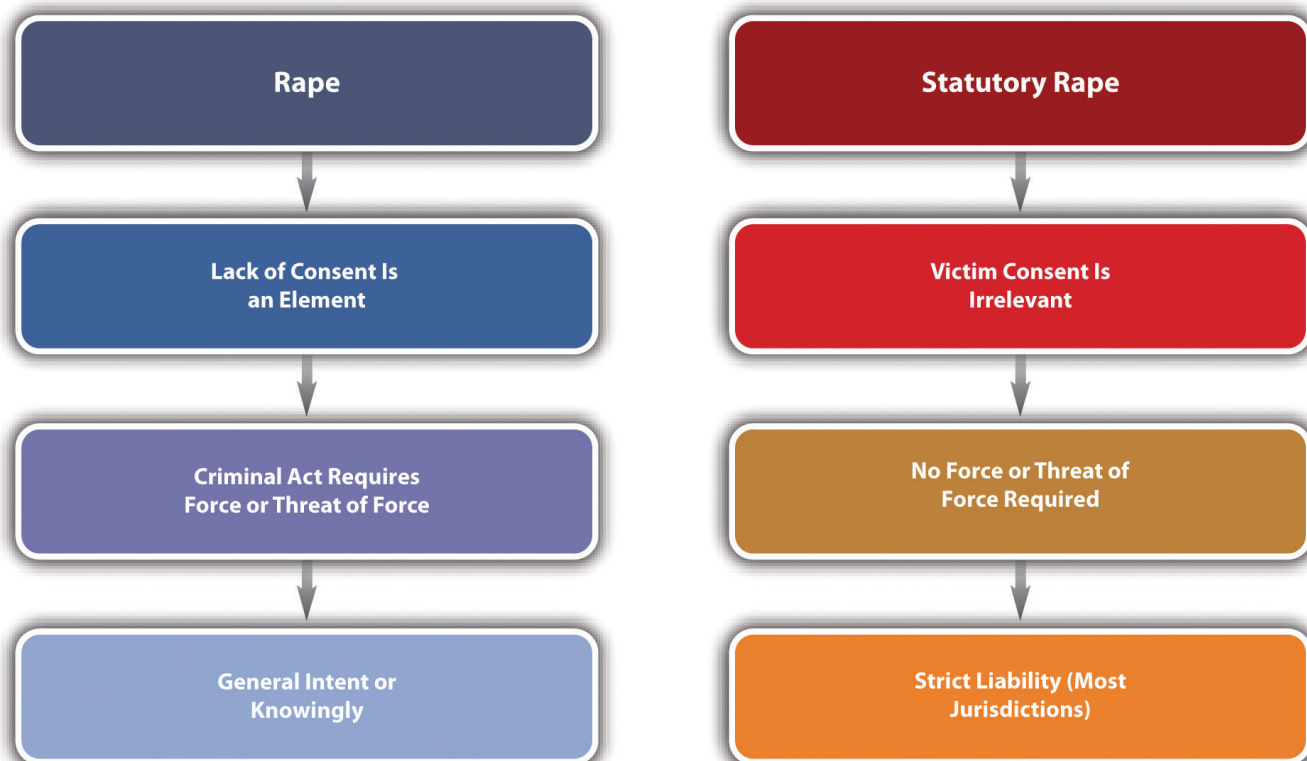 Rape
Lack of Consent Is
an Element
Criminal Act Requires
Force or Threat of Force
General Intent or
Knowingly
Statutory Rape
Victim Consent Is
Irrelevant
No Force or Threat of
Force Required
Strict Liability (Most
Jurisdictions)